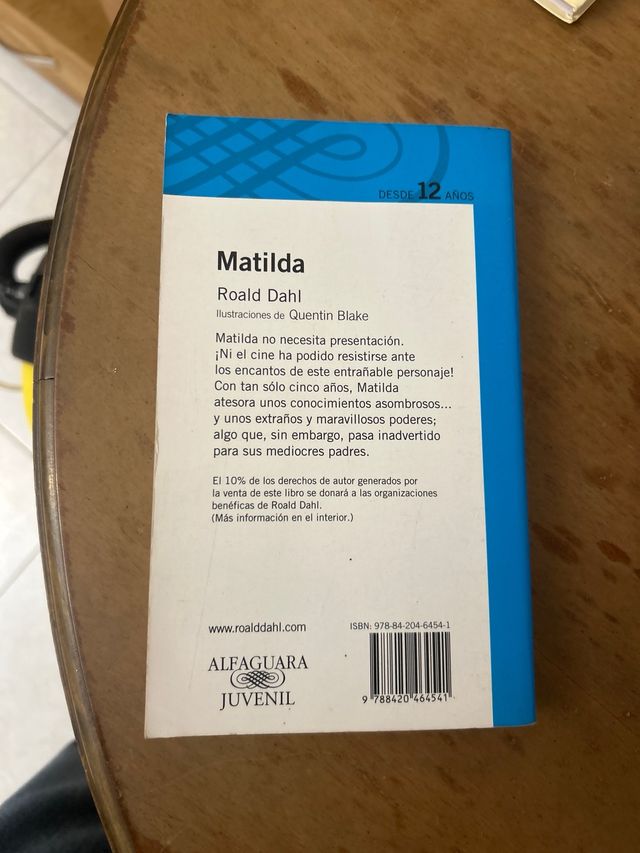 DESDE 12 AÑOS
Matilda
Roald Dahl
Ilustraciones de Quentin Blake
Matilda no necesita presentación.
¡Ni el cine ha podido resistirse ante
los encantos de este entrañable personaje!
Con tan sólo cinco años, Matilda
atesora unos conocimientos asombrosos...
y unos extraños y maravillosos poderes;
algo que, sin embargo, pasa inadvertido
para sus mediocres padres.
El 10% de los derechos de autor generados por
la venta de este libro se donará a las organizaciones
benéficas de Roald Dahl.
(Más información en el interior.)
www.roalddahl.com
ISBN: 978-84-204-6454-1
ALFAGUARA
JUVENIL
9 788420 464541